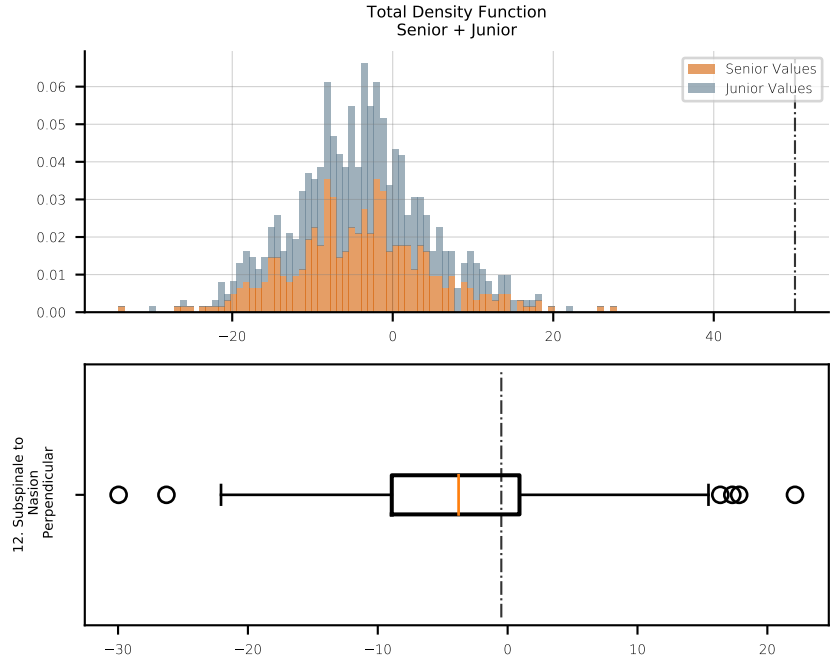 Total Density Function
Senior + Junior
Senior Values
Junior Values
0.06
0.05
0.04
0.03
0.02
0.01
0.00
−20
0
20
40
12. Subspinale to
Nasion
Perpendicular
−30
−20
−10
0
10
20